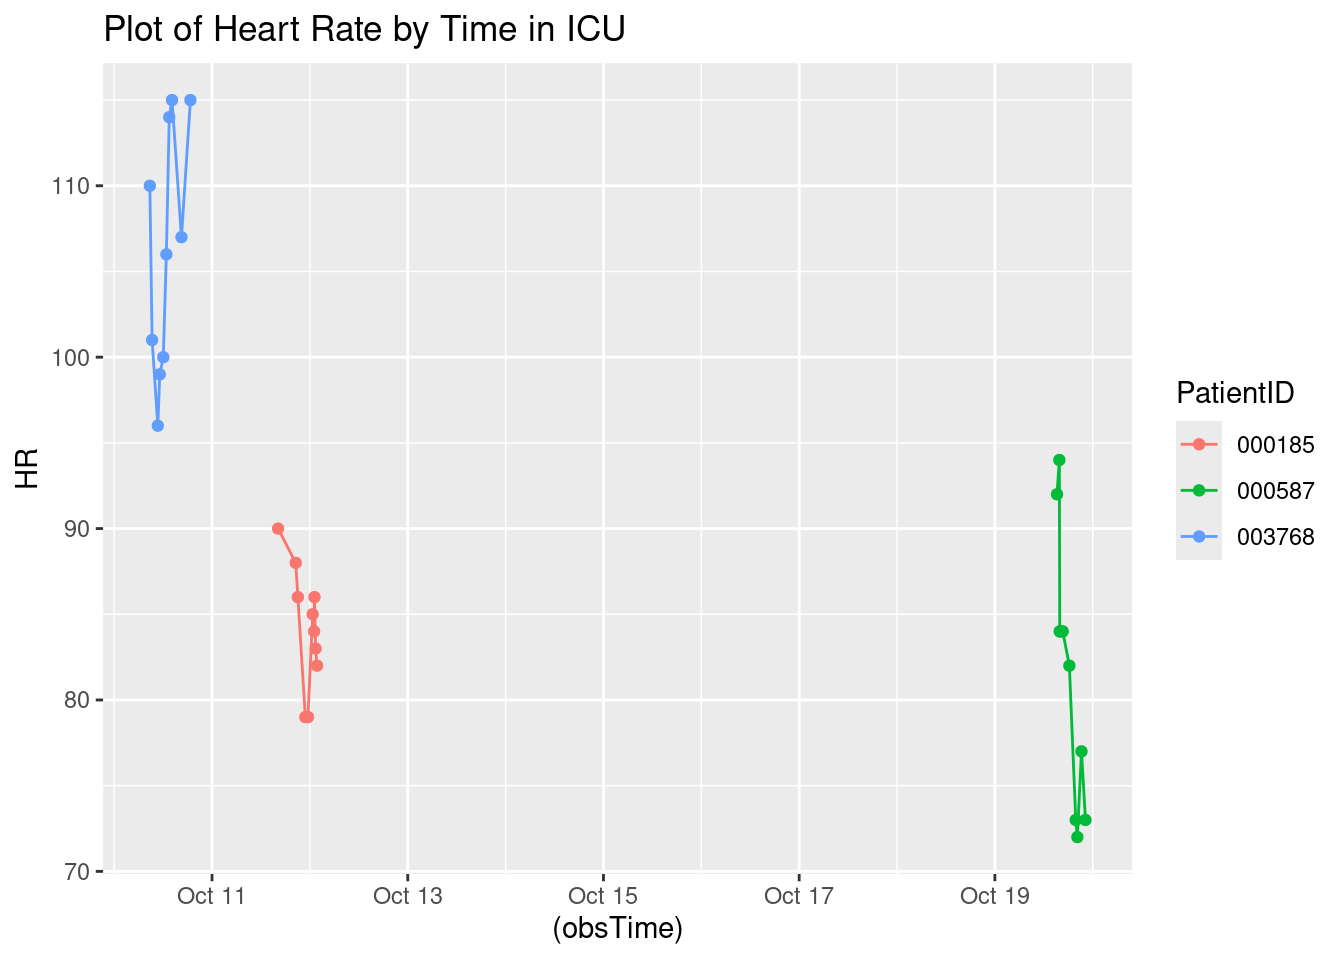 Plot of Heart Rate by Time in ICU
110
100
90
80
70
HR
Oct 11
Oct 13
Oct 15
Oct 17
Oct 19
(obsTime)
PatientID
000185
000587
003768